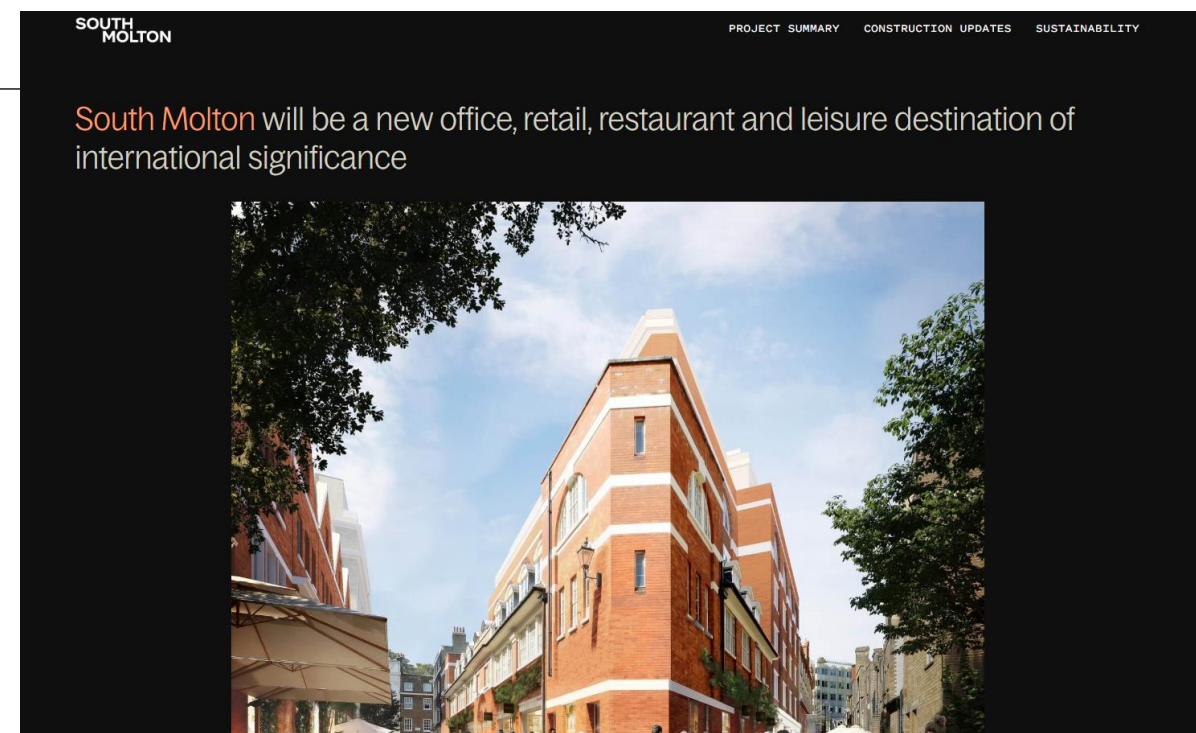 SOUTH
MOLTON
PROJECT SUMMARY CONSTRUCTION UPDATES SUSTAINABILITY
South Molton will be a new office, retail, restaurant and leisure destination of
international significance